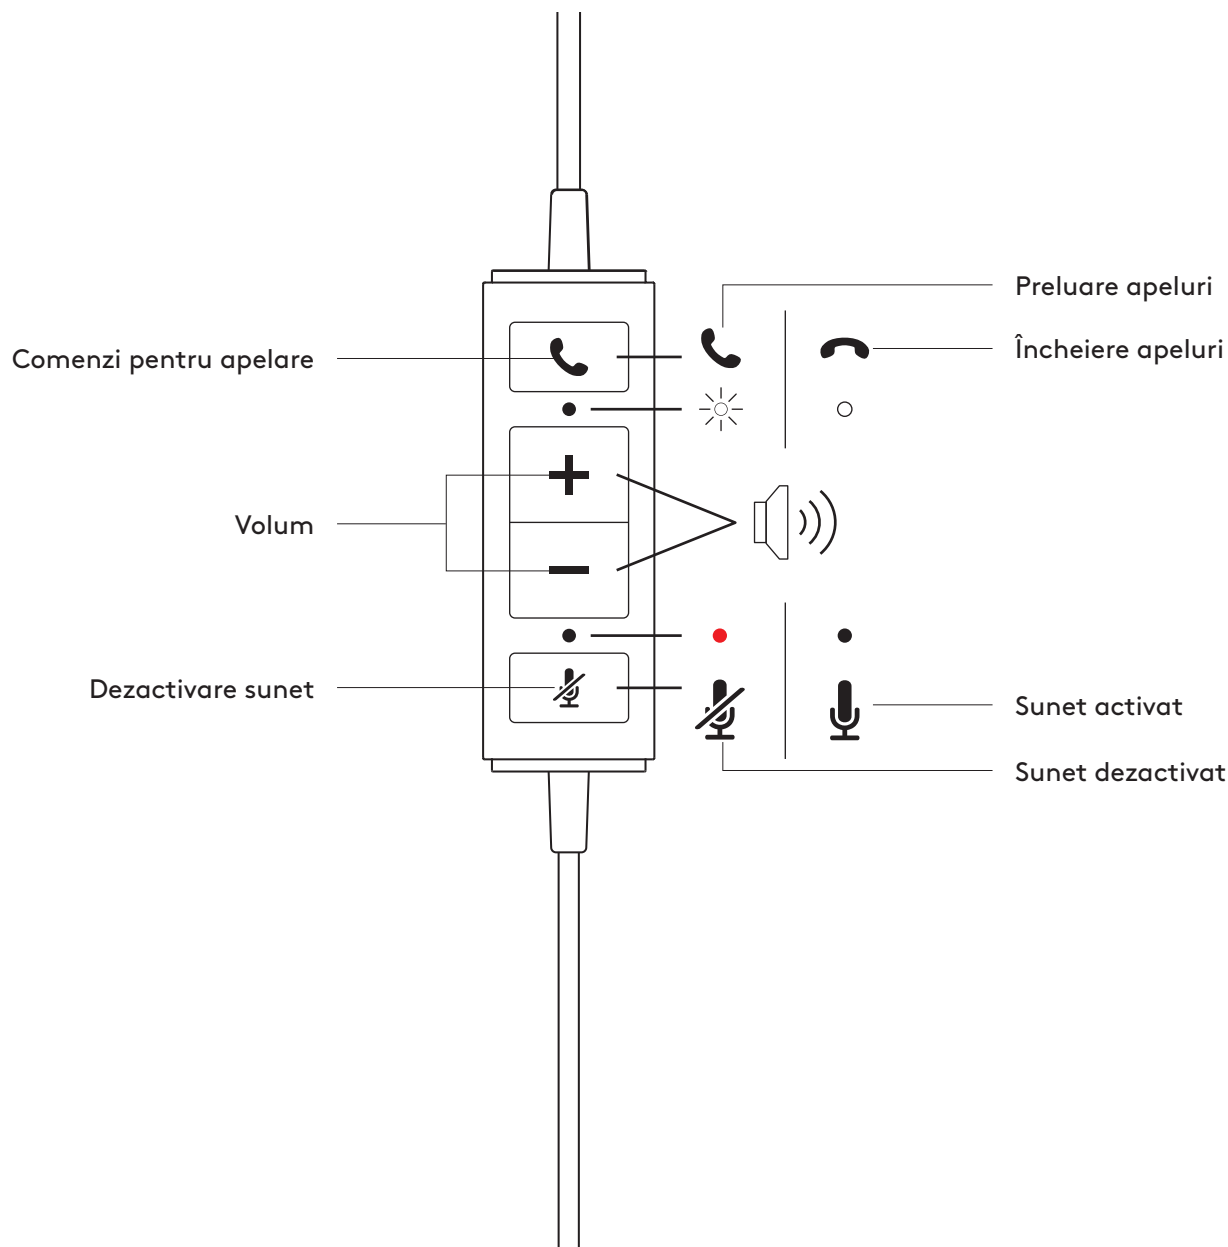 Preluare apeluri
Comenzi pentru apelare
Încheiere apeluri
Volum
Dezactivare sunet
Sunet activat
Sunet dezactivat